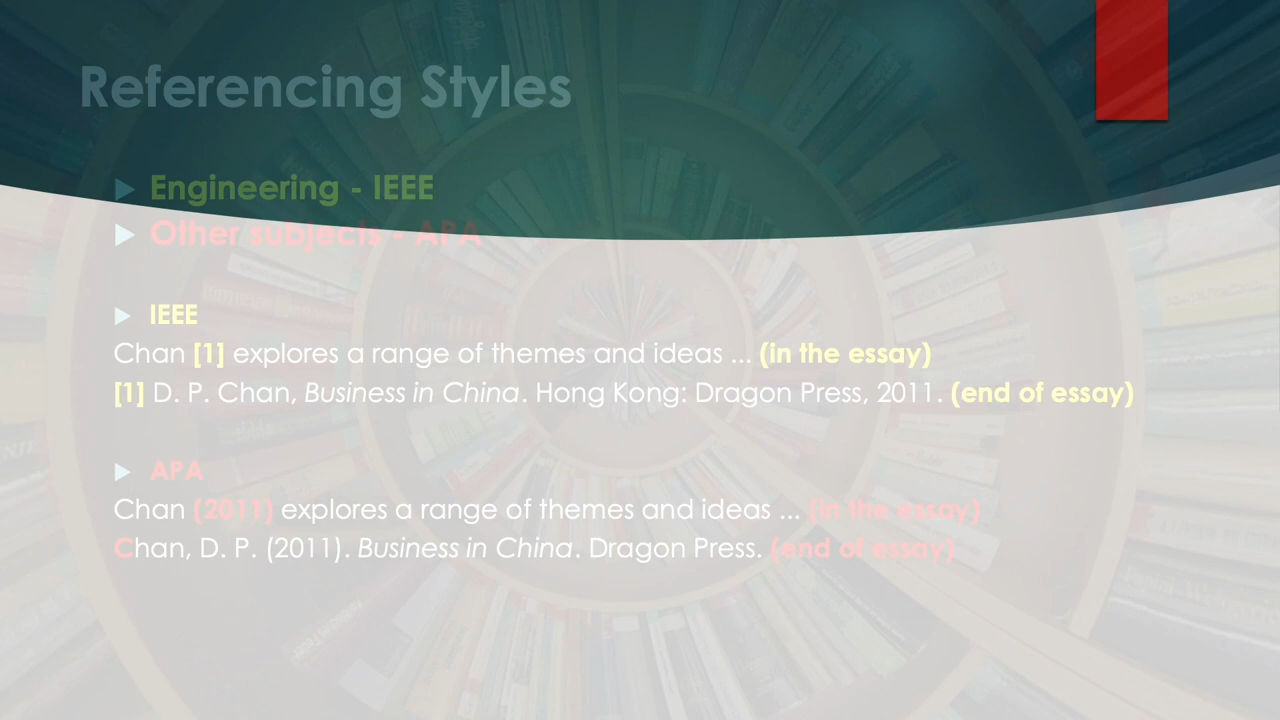 Referencing Styles
Engineering - IEEE
Other subjects - APA
IEEE
Chan [1] explores a range of themes and ideas ... (in the essay)
[1] D. P. Chan, Business in China. Hong Kong: Dragon Press, 2011. (end of essay)
APA
Chan (2011) explores a range of themes and ideas ... (in the essay)
Chan, D. P. (2011). Business in China. Dragon Press. (end of essay)